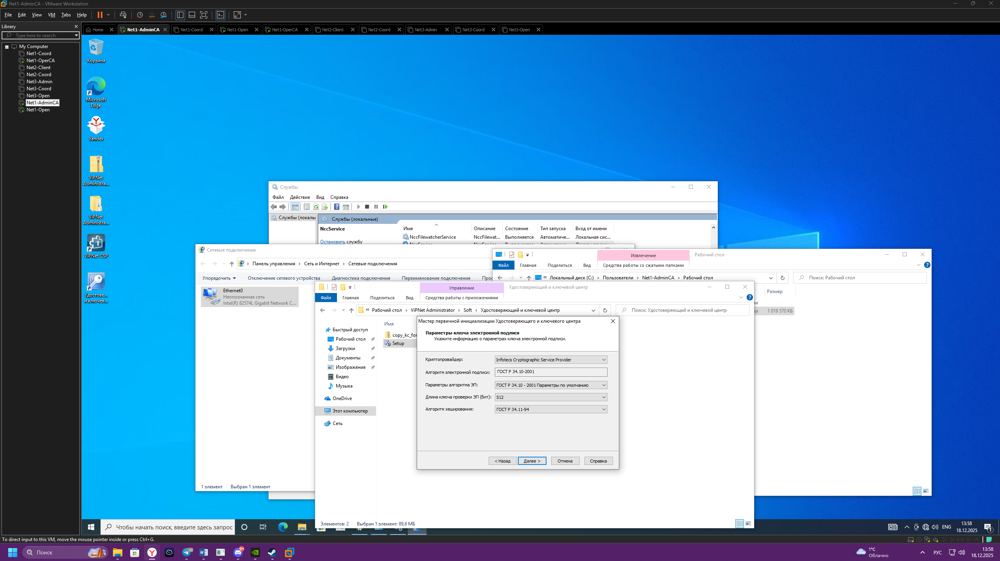 Net1-AdminCA - VMware Workstation
File Edit View VM Tabs Help
Library
Type here to search
Home
Net1-AdminCA
Net1-Coord
Net1-Open
Net1-OperCA
Net2-Client
Net2-Coord
Net3-Admin
Net3-Coord
Net3-Open
My Computer
Net1-Coord
Net1-OperCA
Net2-Client
Net2-Coord
Net3-Admin
Net3-Coord
Net3-Open
Net1-AdminCA
Net1-Open
Корзина
Microsoft
Edge
Yandex
ViPNet
Administra...
ViPNet
Administra...
ViPNet CSP
Удостове...
и ключев...
Службы
Файл Действие Вид Справка
Службы (локалы
Службы (локальные)
NccService
Остановить службу
Имя Описание Состояние Тип запуска Вход от имени
NccFilewatcherService NccFilewat... Выполняется Автоматиче... Локальная сис...
Сетевые подключения
Панель управления › Сеть и Интернет › Сетевые подключения
Упорядочить Отключение сетевого устройства Диагностика подключения Переименование подключения Прос
Ethernet0
Неопознанная сеть
Intel(R) 82574L Gigabit Network C...
1 элемент Выбран 1 элемент
Извлечение
Рабочий стол
Файл Главная Поделиться Вид Средства работы со сжатыми папками
« Локальный диск (C:) › Пользователи › Net1-AdminCA › Рабочий стол
Поиск: Рабочий стол
Размер
ии
ка 1 019 570 КБ
Управление
Удостоверяющий и ключевой центр
Файл Главная Поделиться Вид Средства работы с приложениями
« Рабочий стол › ViPNet Administrator › Soft › Удостоверяющий и ключевой центр
Поиск: Удостоверяющий и ключевой центр
Имя
copy_kc_for
Setup
Быстрый доступ
Рабочий стол
Загрузки
Документы
Изображения
Видео
Музыка
OneDrive
Этот компьютер
Сеть
Элементов: 2 Выбран 1 элемент: 89,6 МБ
Мастер первичной инициализации Удостоверяющего и ключевого центра
Параметры ключа электронной подписи
Укажите информацию о параметрах ключа электронной подписи.
Криптопровайдер: Infotecs Cryptographic Service Provider
Алгоритм электронной подписи: ГОСТ Р 34.10-2001
Параметры алгоритма ЭП: ГОСТ Р 34.10 - 2001 Параметры по умолчанию
Длина ключа проверки ЭП (бит): 512
Алгоритм хеширования: ГОСТ Р 34.11-94
< Назад Далее > Отмена Справка
Чтобы начать поиск, введите здесь запрос
ENG
13:58
18.12.2025
1
To direct input to this VM, move the mouse pointer inside or press Ctrl+G.
Поиск
50
9+
1°C
Облачно
РУС
13:58
18.12.2025